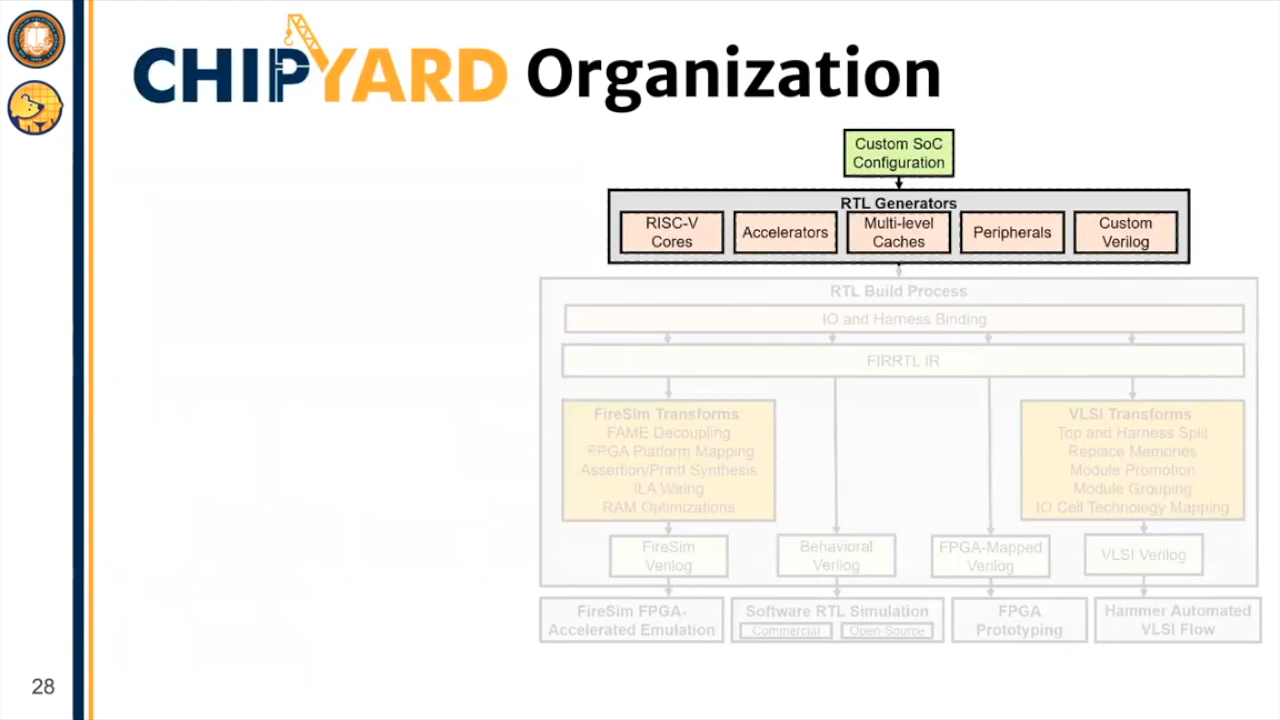 CHIPYARD Organization
Custom SoC
Configuration
RTL Generators
RISC-V
Cores
Accelerators
Multi-level
Caches
Peripherals
Custom
Verilog
RTL Build Process
IO and Harness Binding
FIRRTL IR
FireSim Transforms
FAME Decoupling
FPGA Platform Mapping
Assertion/Printf Synthesis
ILA Wiring
RAM Optimizations
VLSI Transforms
Top and Harness Split
Replace Memories
Module Promotion
Module Grouping
IO Cell Technology Mapping
FireSim
Verilog
Behavioral
Verilog
FPGA-Mapped
Verilog
VLSI Verilog
FireSim FPGA-
Accelerated Emulation
Software RTL Simulation
Commercial
Open-Source
FPGA
Prototyping
Hammer Automated
VLSI Flow
28